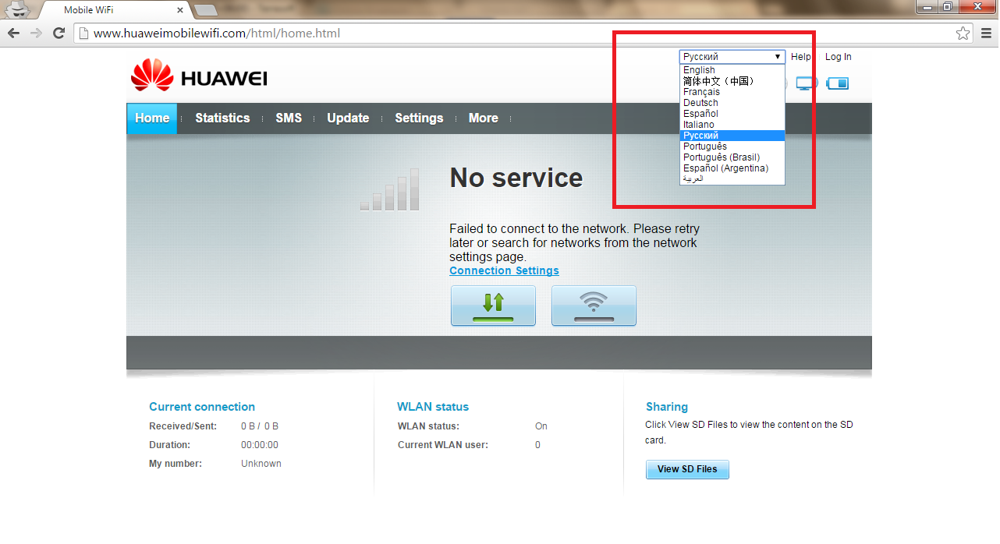 Mobile WiFi
www.huaweimobilewifi.com/html/home.html
Русский
Help
Log In
HUAWEI
English
简体中文（中国）
Français
Deutsch
Español
Italiano
Русский
Português
Português (Brasil)
Español (Argentina)
العربية
Home Statistics SMS Update Settings More
No service
Failed to connect to the network. Please retry
later or search for networks from the network
settings page.
Connection Settings
Current connection
Received/Sent: 0 B / 0 B
Duration: 00:00:00
My number: Unknown
WLAN status
WLAN status: On
Current WLAN user: 0
Sharing
Click View SD Files to view the content on the SD
card.
View SD Files